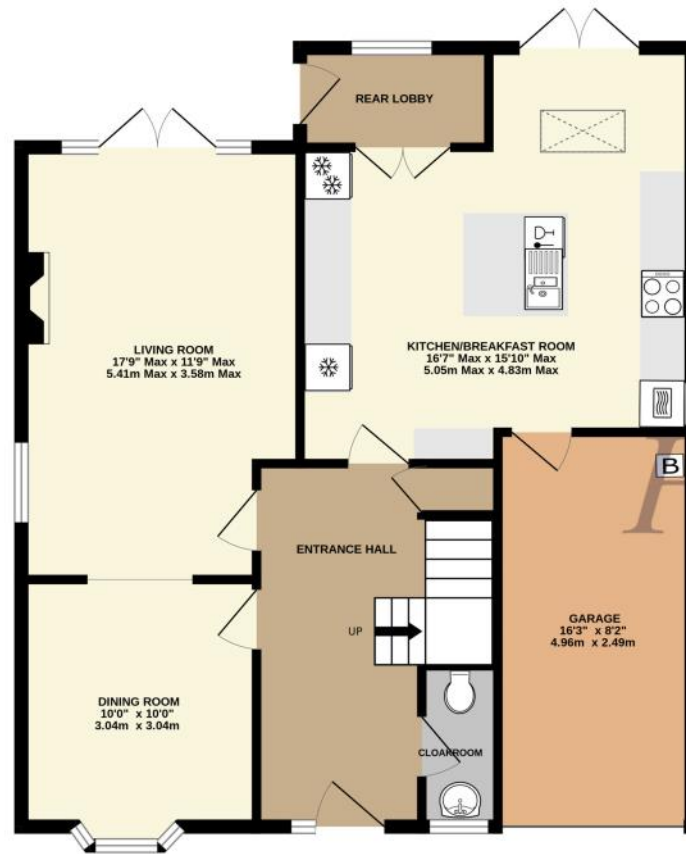 REAR LOBBY
LIVING ROOM
17'9" Max x 11'9" Max
5.41m Max x 3.58m Max
KITCHEN/BREAKFAST ROOM
16'7" Max x 15'10" Max
5.05m Max x 4.83m Max
B
ENTRANCE HALL
UP
GARAGE
16'3" x 8'2"
4.96m x 2.49m
DINING ROOM
10'0" x 10'0"
3.04m x 3.04m
CLOAKROOM